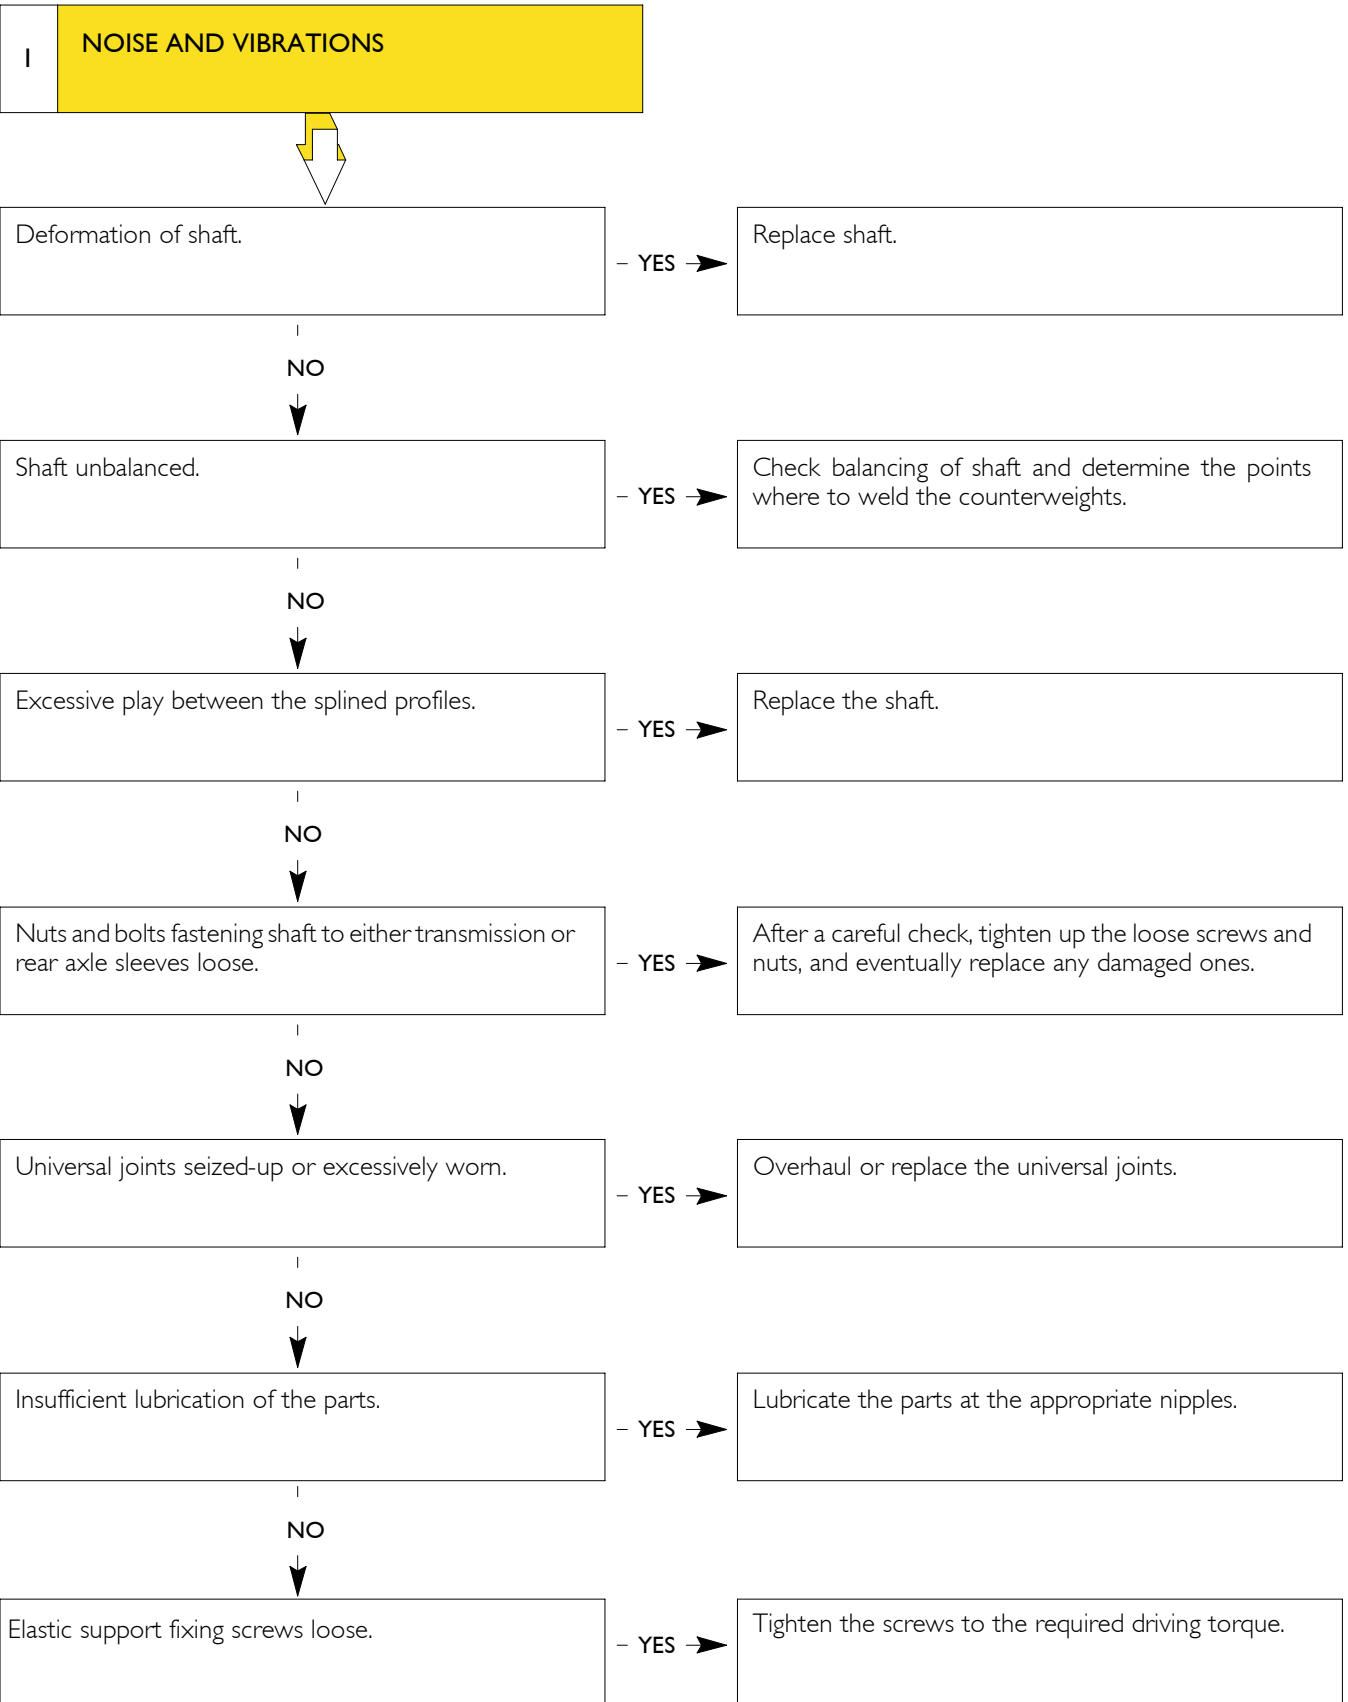 1
NOISE AND VIBRATIONS
Deformation of shaft.
YES
Replace shaft.
NO
Shaft unbalanced.
YES
Check balancing of shaft and determine the points
where to weld the counterweights.
NO
Excessive play between the splined profiles.
YES
Replace the shaft.
NO
Nuts and bolts fastening shaft to either transmission or
rear axle sleeves loose.
YES
After a careful check, tighten up the loose screws and
nuts, and eventually replace any damaged ones.
NO
Universal joints seized-up or excessively worn.
YES
Overhaul or replace the universal joints.
NO
Insufficient lubrication of the parts.
YES
Lubricate the parts at the appropriate nipples.
NO
Elastic support fixing screws loose.
YES
Tighten the screws to the required driving torque.